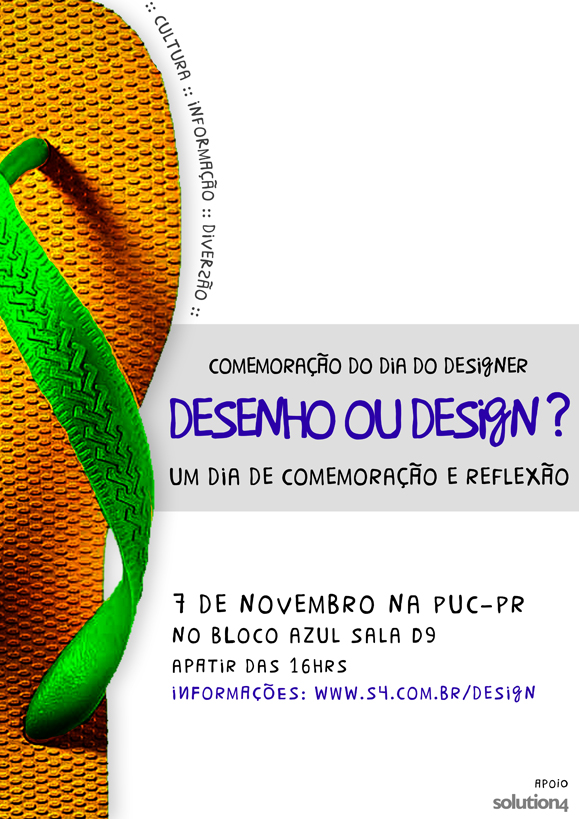 :: CULTURA :: iNFORMAÇÃO :: DiVERSÃO ::
COMEMORAÇÃO DO DiA DO DESiGNER
DESENHO OU DESiGN ?
UM DiA DE COMEMORAÇÃO E REFLEXÃO
7 DE NOVEMBRO NA PUC-PR
NO BLOCO AZUL SALA D9
APATiR DAS 16HRS
iNFORMAÇÕES: WWW.S4.COM.BR/DESiGN
APOiO
solution4